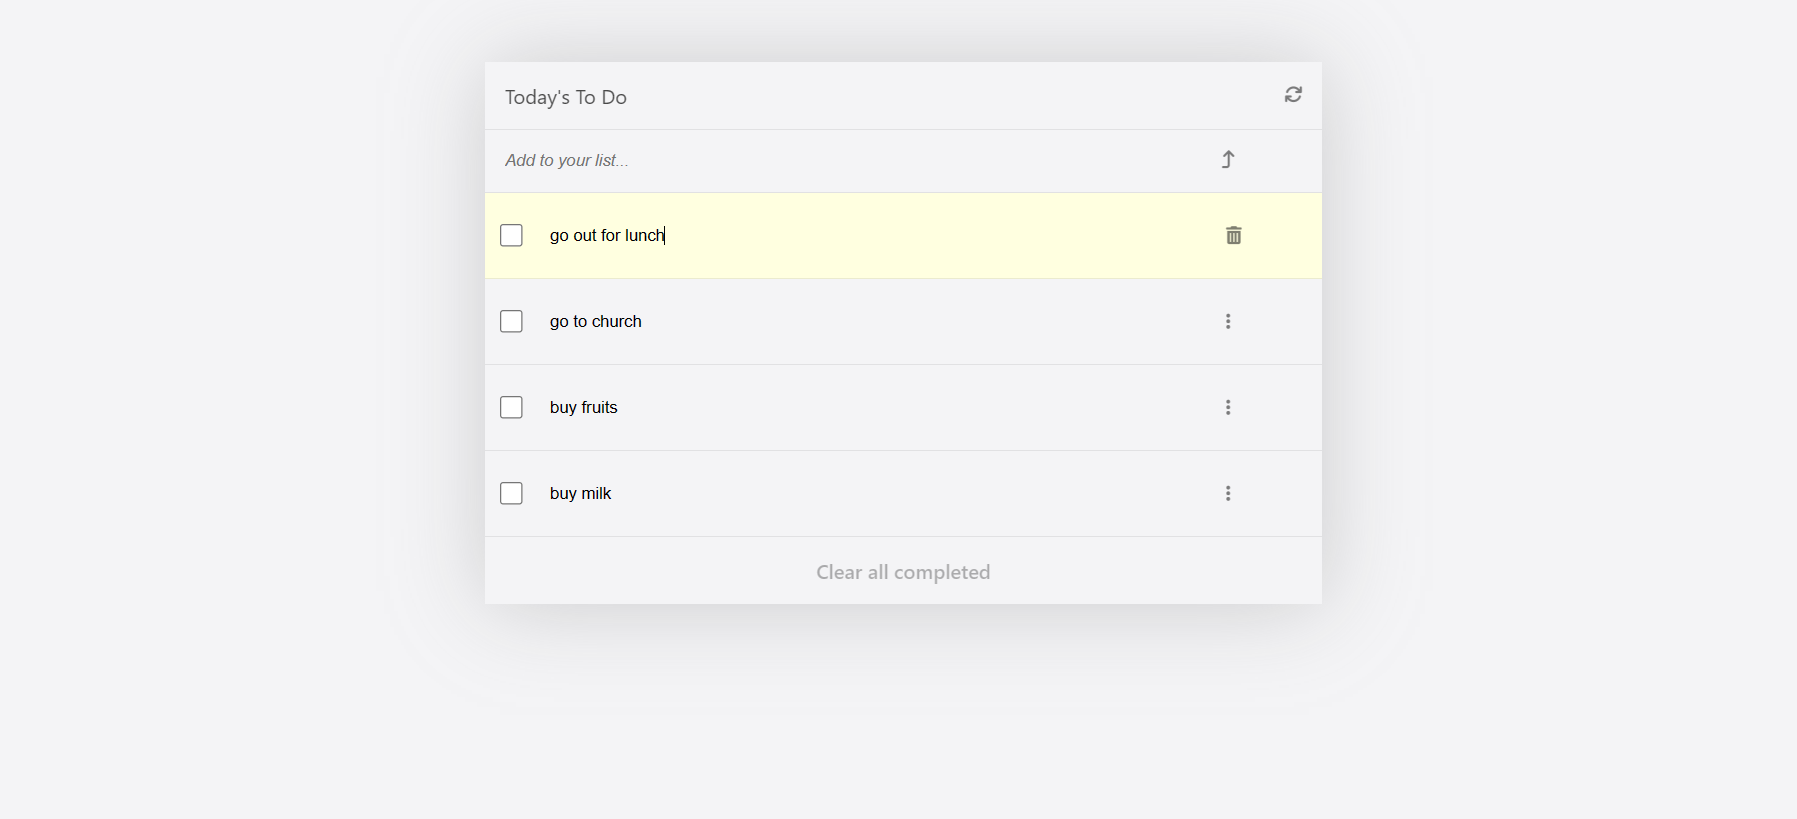 Today's To Do
Add to your list...
go out for lunch
go to church
buy fruits
buy milk
Clear all completed